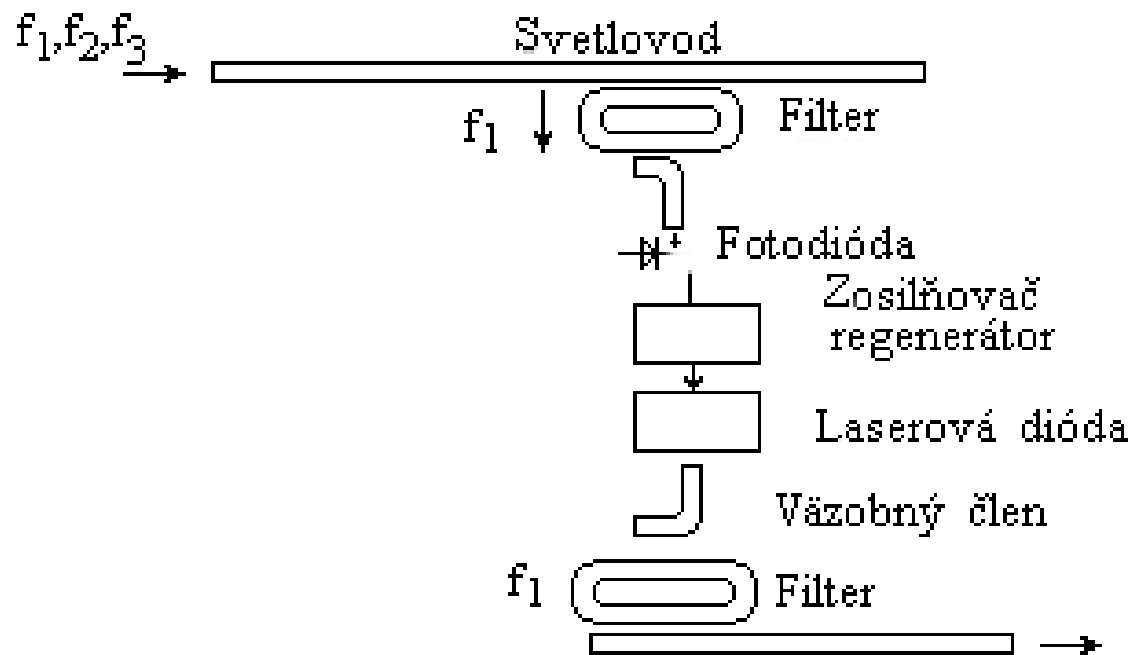 f1,f2,f3
Svetlovod
f1
Filter
Fotodióda
Zosilňovač
regenerátor
Laserová dióda
Väzobný člen
f1
Filter